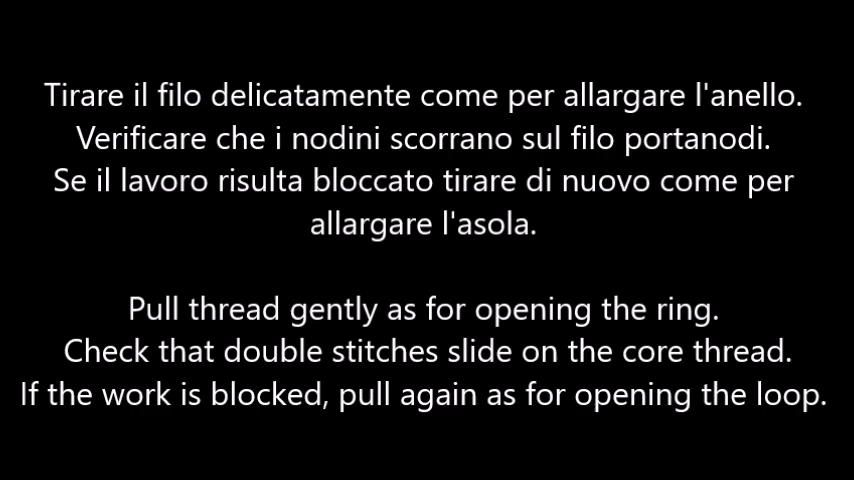 Tirare il filo delicatamente come per allargare l'anello.
Verificare che i nodini scorrano sul filo portanodi.
Se il lavoro risulta bloccato tirare di nuovo come per
allargare l'asola.
Pull thread gently as for opening the ring.
Check that double stitches slide on the core thread.
If the work is blocked, pull again as for opening the loop.